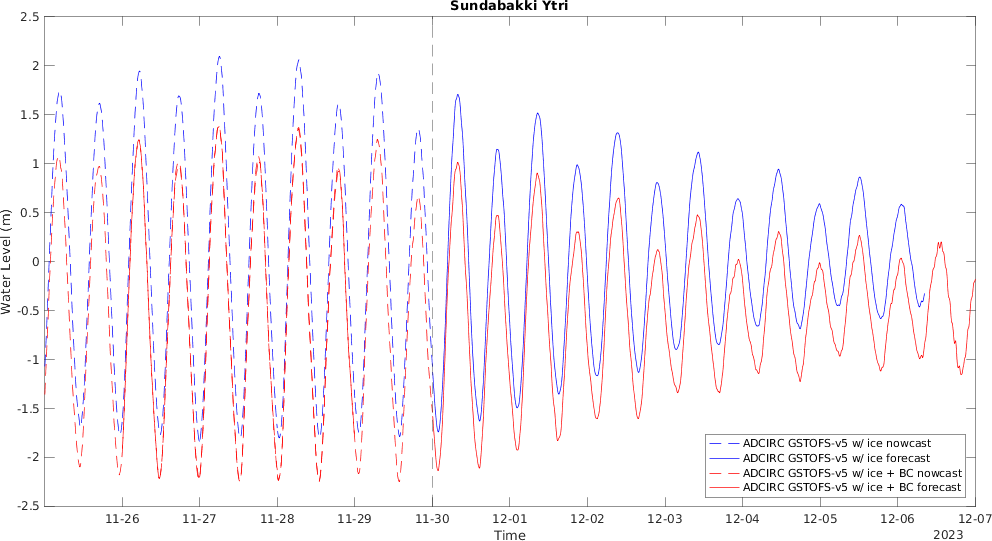 Sundabakki Ytri
2.5
2
1.5
1
0.5
0
-0.5
-1
-1.5
-2
-2.5
Water Level (m)
ADCIRC GSTOFS-v5 w/ ice nowcast
ADCIRC GSTOFS-v5 w/ ice forecast
ADCIRC GSTOFS-v5 w/ ice + BC nowcast
ADCIRC GSTOFS-v5 w/ ice + BC forecast
11-26 11-27 11-28 11-29 11-30 12-01 12-02 12-03 12-04 12-05 12-06 12-07
Time
2023